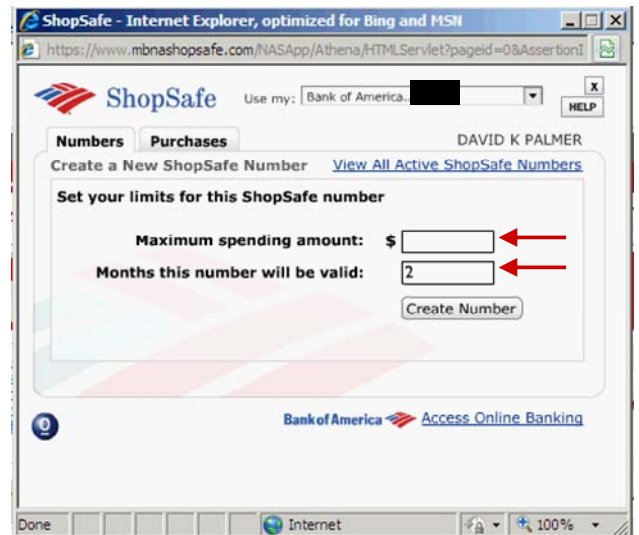 ShopSafe - Internet Explorer, optimized for Bing and MSN
https://www.mbnashopsafe.com/NASApp/Athena/HTMLServlet?pageid=0&AssertionI
ShopSafe Use my: Bank of America.. X HELP
Numbers Purchases DAVID K PALMER
Create a New ShopSafe Number View All Active ShopSafe Numbers
Set your limits for this ShopSafe number
Maximum spending amount: $
Months this number will be valid: 2
Create Number
Bank of America Access Online Banking
Done Internet 100%